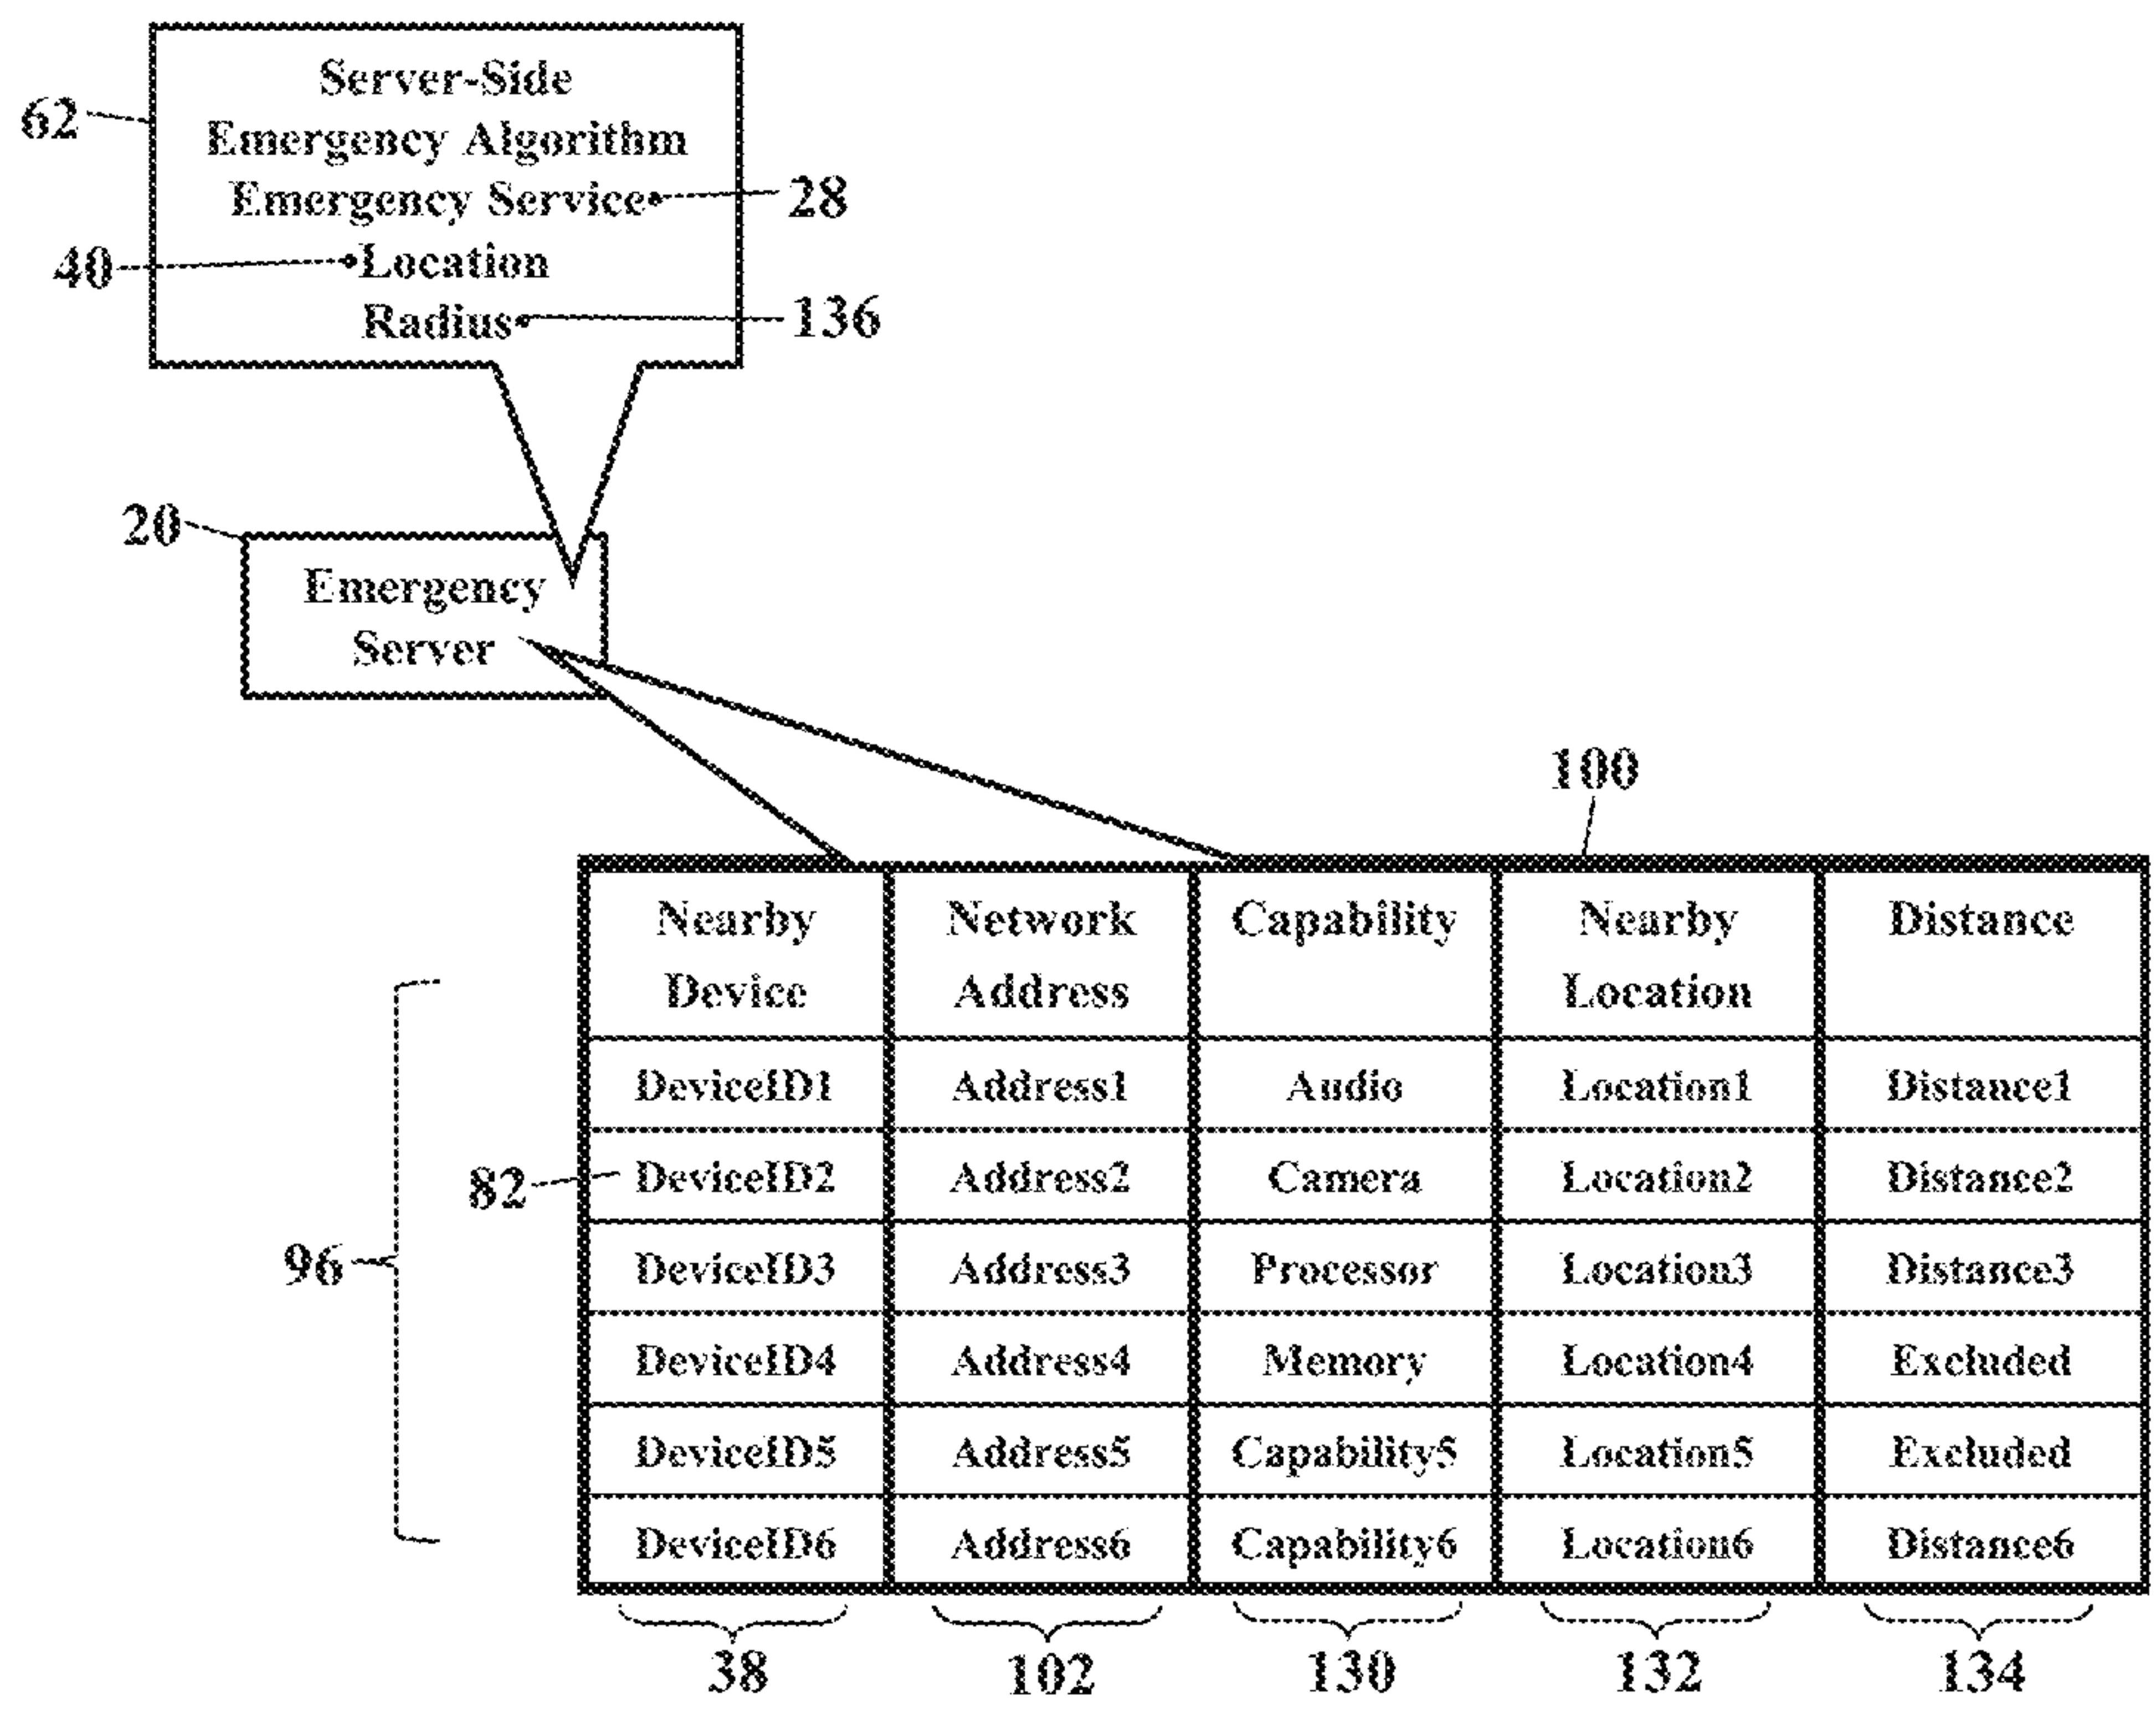 Server-Side
62
Emergency Algorithm
Emergency Service
28
40
Location
Radius
136
20
Emergency
Server
100
Nearby Network Capability Nearby Distance
Device Address Location
DeviceID1 Address1 Audio Location1 Distance1
82 DeviceID2 Address2 Camera Location2 Distance2
96 DeviceID3 Address3 Processor Location3 Distance3
DeviceID4 Address4 Memory Location4 Excluded
DeviceID5 Address5 Capability5 Location5 Excluded
DeviceID6 Address6 Capability6 Location6 Distance6
38 102 130 132 134